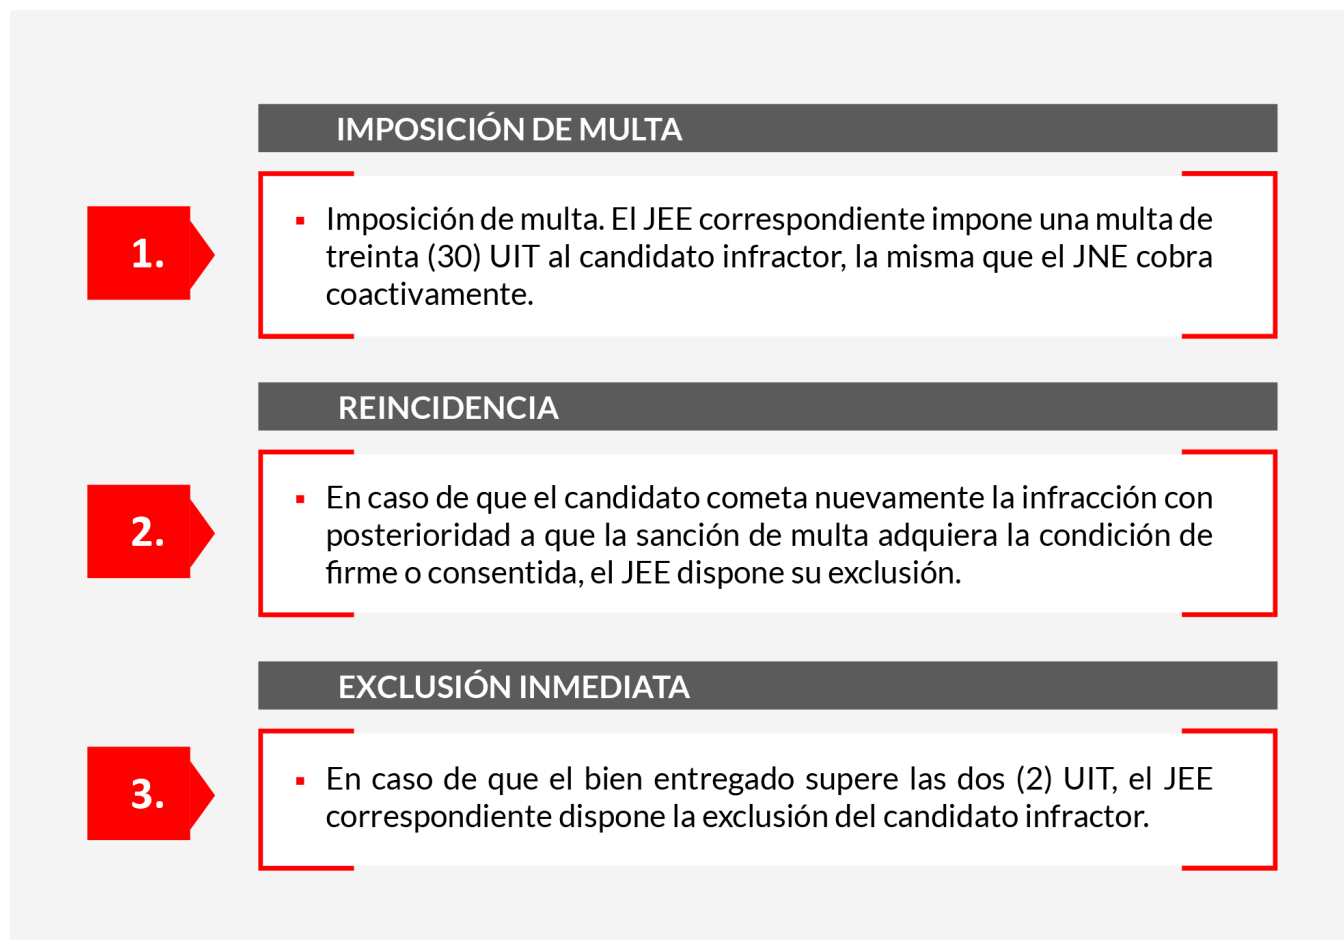 IMPOSICIÓN DE MULTA
1.
▪ Imposición de multa. El JEE correspondiente impone una multa de
treinta (30) UIT al candidato infractor, la misma que el JNE cobra
coactivamente.
REINCIDENCIA
2.
▪ En caso de que el candidato cometa nuevamente la infracción con
posterioridad a que la sanción de multa adquiera la condición de
firme o consentida, el JEE dispone su exclusión.
EXCLUSIÓN INMEDIATA
3.
▪ En caso de que el bien entregado supere las dos (2) UIT, el JEE
correspondiente dispone la exclusión del candidato infractor.